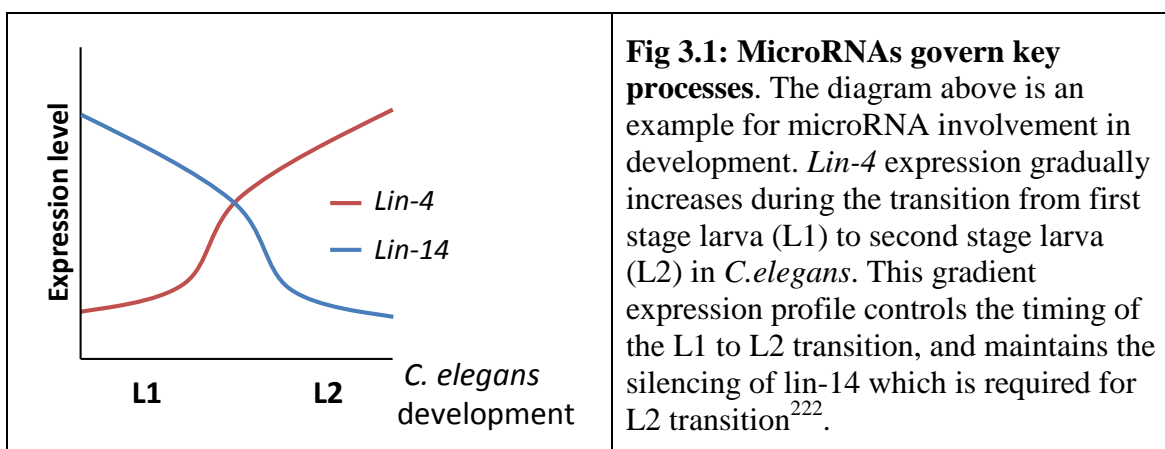 Expression level
Lin-4
Lin-14
L1 L2
C. elegans
development
Fig 3.1: MicroRNAs govern key
processes. The diagram above is an
example for microRNA involvement in
development. Lin-4 expression gradually
increases during the transition from first
stage larva (L1) to second stage larva
(L2) in C.elegans. This gradient
expression profile controls the timing of
the L1 to L2 transition, and maintains the
silencing of lin-14 which is required for
L2 transition222.